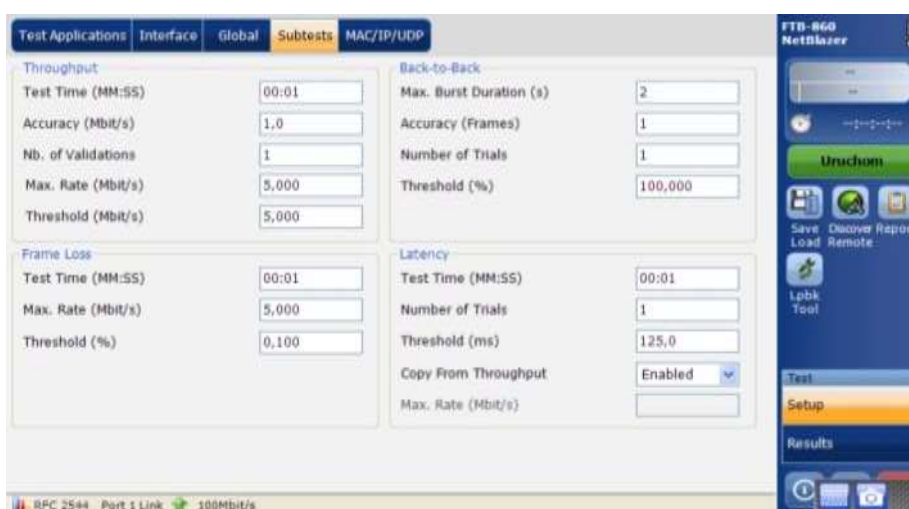 Test Applications Interface Global Subtests MAC/IP/UDP
Throughput
Test Time (MM:SS) 00:01
Accuracy (Mbit/s) 1,0
Nb. of Validations 1
Max. Rate (Mbit/s) 5,000
Threshold (Mbit/s) 5,000
Back-to-Back
Max. Burst Duration (s) 2
Accuracy (Frames) 1
Number of Trials 1
Threshold (%) 100,000
Frame Loss
Test Time (MM:SS) 00:01
Max. Rate (Mbit/s) 5,000
Threshold (%) 0,100
Latency
Test Time (MM:SS) 00:01
Number of Trials 1
Threshold (ms) 125,0
Copy From Throughput Enabled
Max. Rate (Mbit/s)
RFC 2544 Port 1 Link 100Mbit/s
FTB-860
NetBlazer
--
--
--:--:--
Uruchom
Save Discover Repor
Load Remote
Lpbk
Tool
Test
Setup
Results